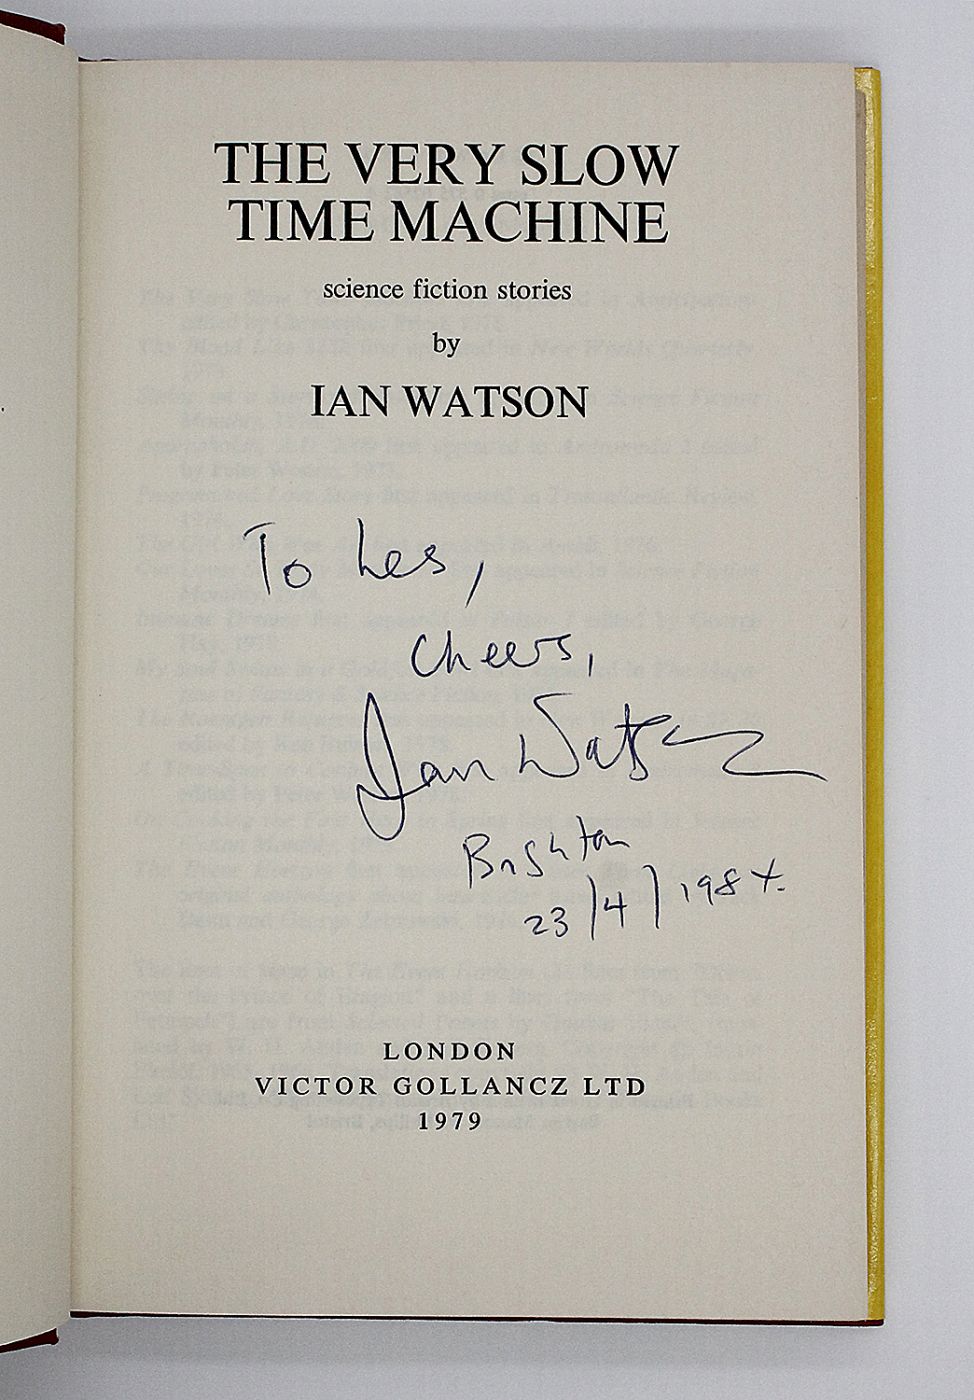 THE VERY SLOW
TIME MACHINE
science fiction stories
by
IAN WATSON
To Les,
Cheers,
Ian Watson
Brighton
23/4/1984.
LONDON
VICTOR GOLLANCZ LTD
1979